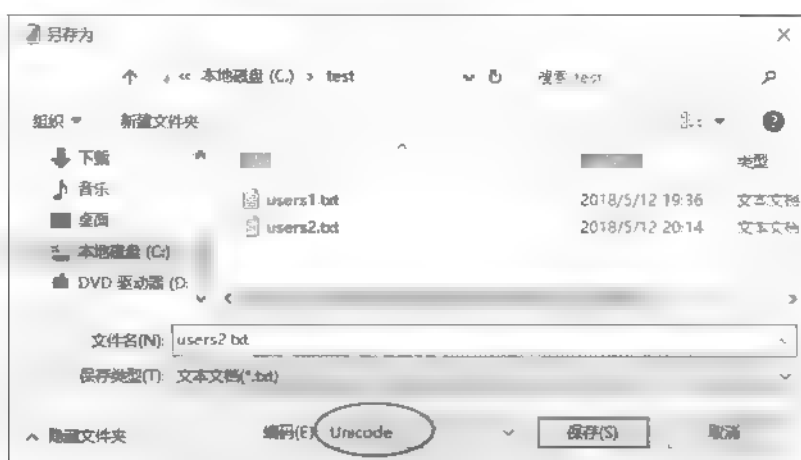 另存为
« 本地磁盘 (C:) > test
搜索"test"
组织
新建文件夹
类型
下载
音乐
桌面
本地磁盘 (C:)
DVD 驱动器 (D:
users1.txt 2018/5/12 19:36 文本文档
users2.txt 2018/5/12 20:14 文本文档
文件名(N): users2.txt
保存类型(T): 文本文档(*.txt)
隐藏文件夹
编码(E): Unicode
保存(S)
取消